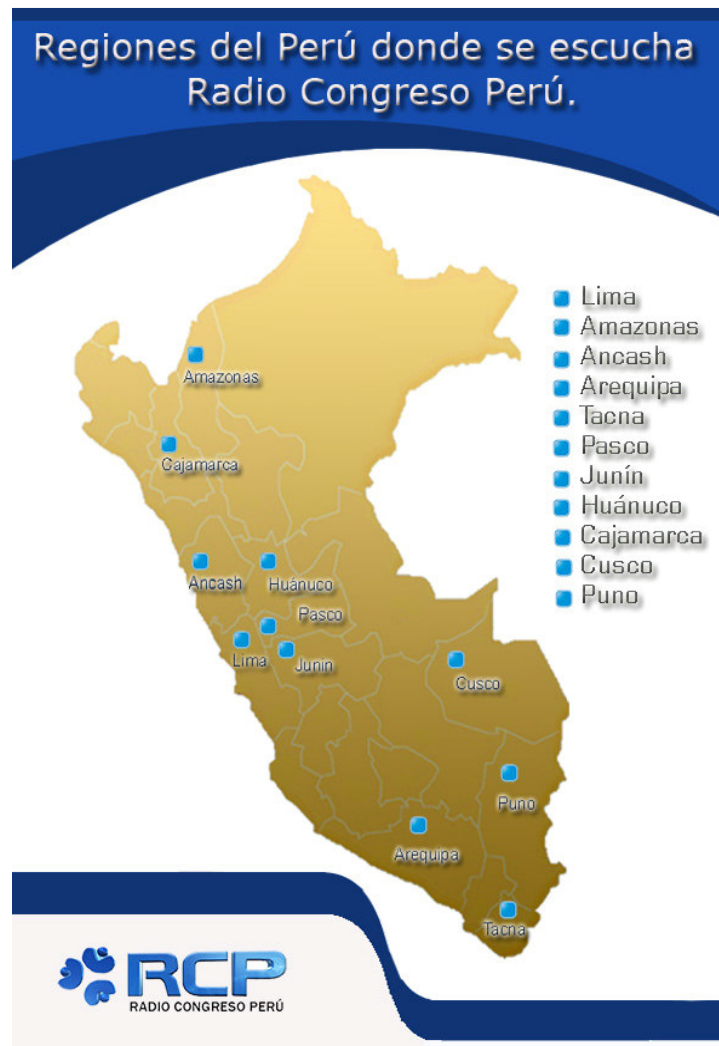 Regiones del Perú donde se escucha
Radio Congreso Perú.
Lima
Amazonas
Ancash
Arequipa
Tacna
Pasco
Junín
Huánuco
Cajamarca
Cusco
Puno
Amazonas
Cajamarca
Ancash
Huánuco
Pasco
Lima
Junin
Cusco
Puno
Arequipa
Tacna
RCP
RADIO CONGRESO PERÚ